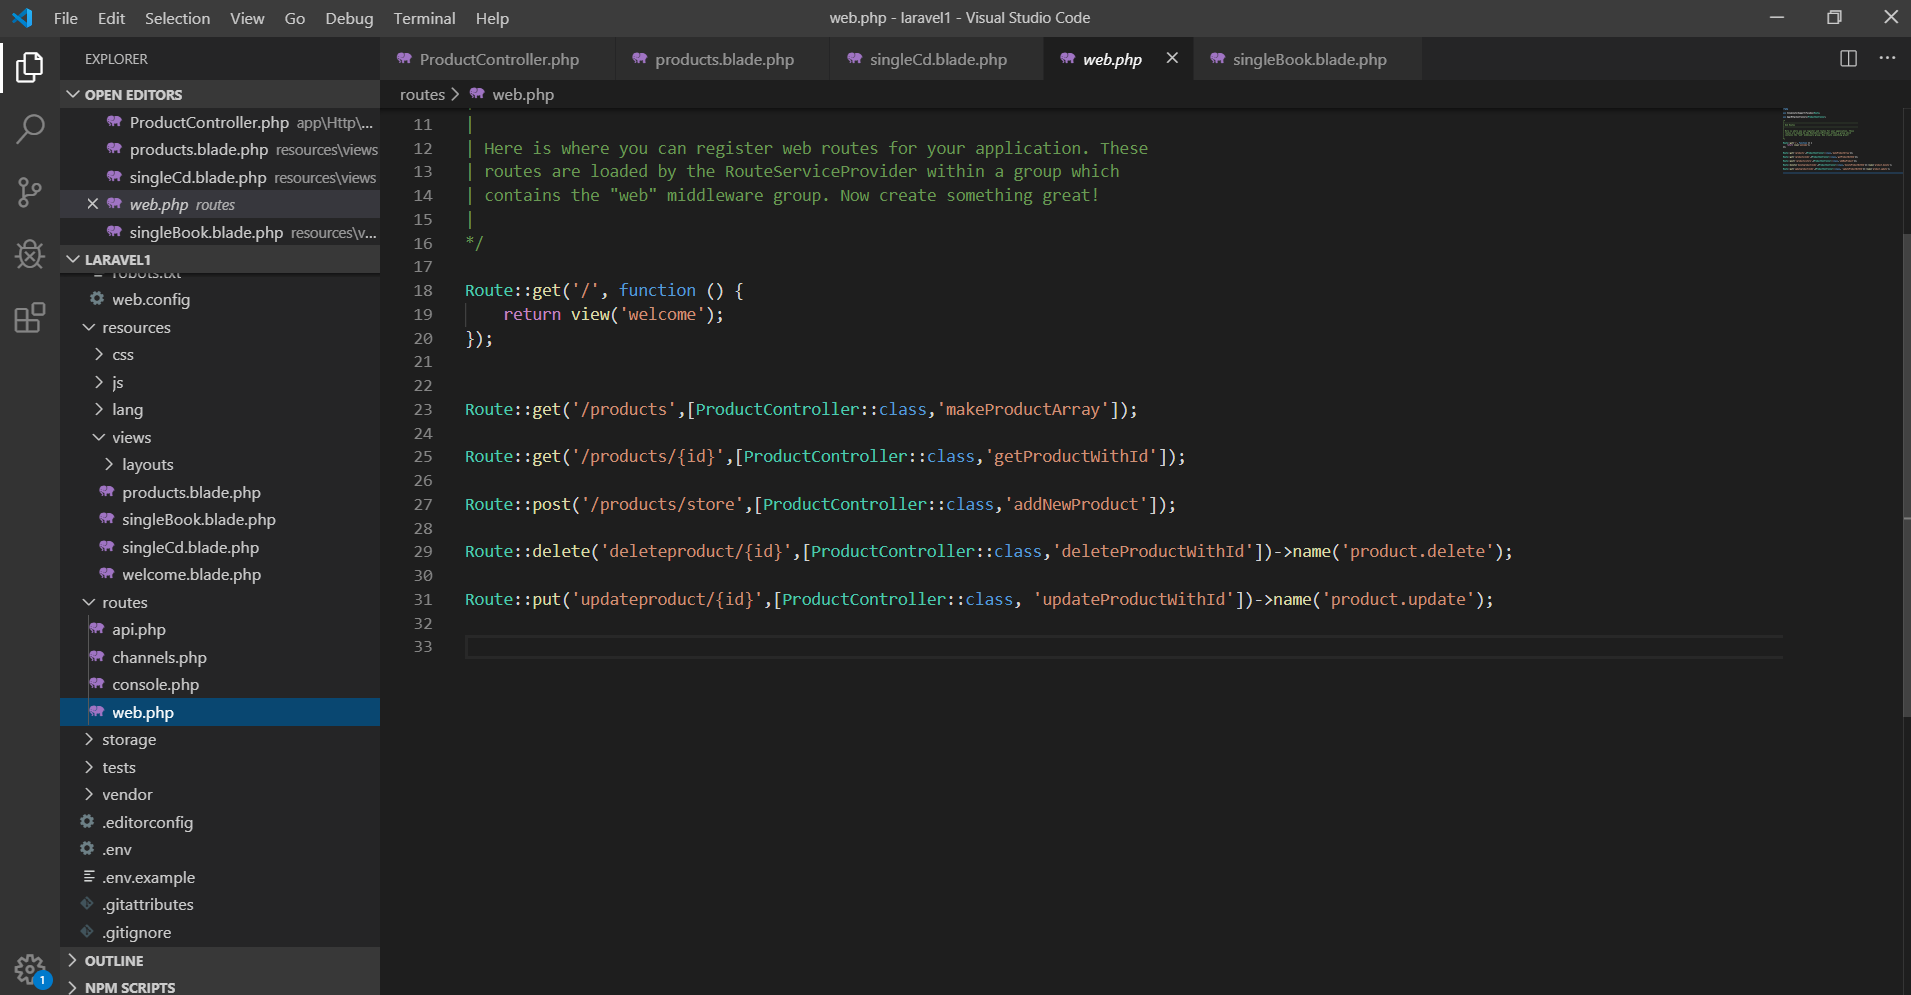 File Edit Selection View Go Debug Terminal Help
web.php - laravel1 - Visual Studio Code
EXPLORER
OPEN EDITORS
ProductController.php app\Http\...
products.blade.php resources\views
singleCd.blade.php resources\views
web.php routes
singleBook.blade.php resources\v...
LARAVEL1
robots.txt
web.config
resources
css
js
lang
views
layouts
products.blade.php
singleBook.blade.php
singleCd.blade.php
welcome.blade.php
routes
api.php
channels.php
console.php
web.php
storage
tests
vendor
.editorconfig
.env
.env.example
.gitattributes
.gitignore
OUTLINE
NPM SCRIPTS
1
ProductController.php products.blade.php singleCd.blade.php web.php singleBook.blade.php
routes > web.php
11 |
12 | Here is where you can register web routes for your application. These
13 | routes are loaded by the RouteServiceProvider within a group which
14 | contains the "web" middleware group. Now create something great!
15 |
16 */
17
18 Route::get('/', function () {
19 return view('welcome');
20 });
21
22
23 Route::get('/products',[ProductController::class,'makeProductArray']);
24
25 Route::get('/products/{id}',[ProductController::class,'getProductWithId']);
26
27 Route::post('/products/store',[ProductController::class,'addNewProduct']);
28
29 Route::delete('deleteproduct/{id}',[ProductController::class,'deleteProductWithId'])->name('product.delete');
30
31 Route::put('updateproduct/{id}',[ProductController::class, 'updateProductWithId'])->name('product.update');
32
33